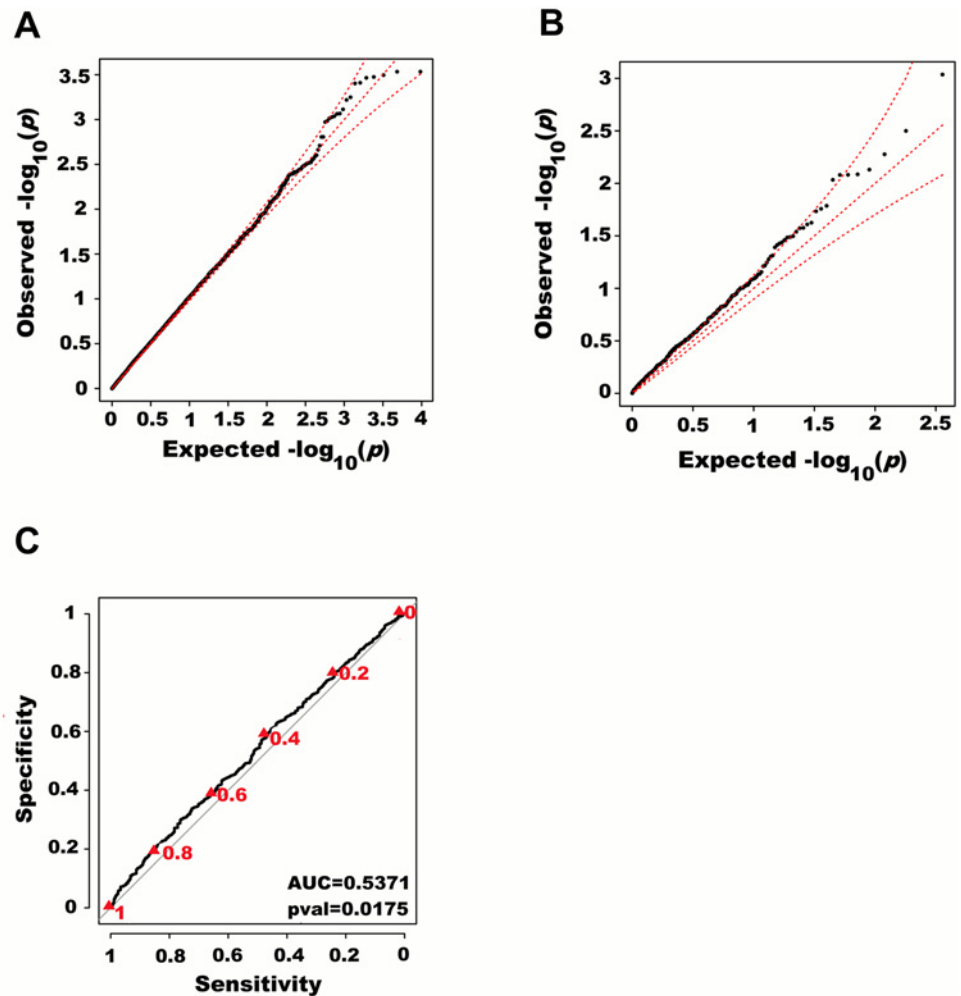 A
Observed -log10(p)
3.5
3
2.5
2
1.5
1
0.5
0
0 0.5 1 1.5 2 2.5 3 3.5 4
Expected -log10(p)
B
Observed -log10(p)
3
2.5
2
1.5
1
0.5
0
0 0.5 1 1.5 2 2.5
Expected -log10(p)
C
Specificity
1
0.8
0.6
0.4
0.2
0
0
0.2
0.4
0.6
0.8
1
AUC=0.5371
pval=0.0175
1 0.8 0.6 0.4 0.2 0
Sensitivity